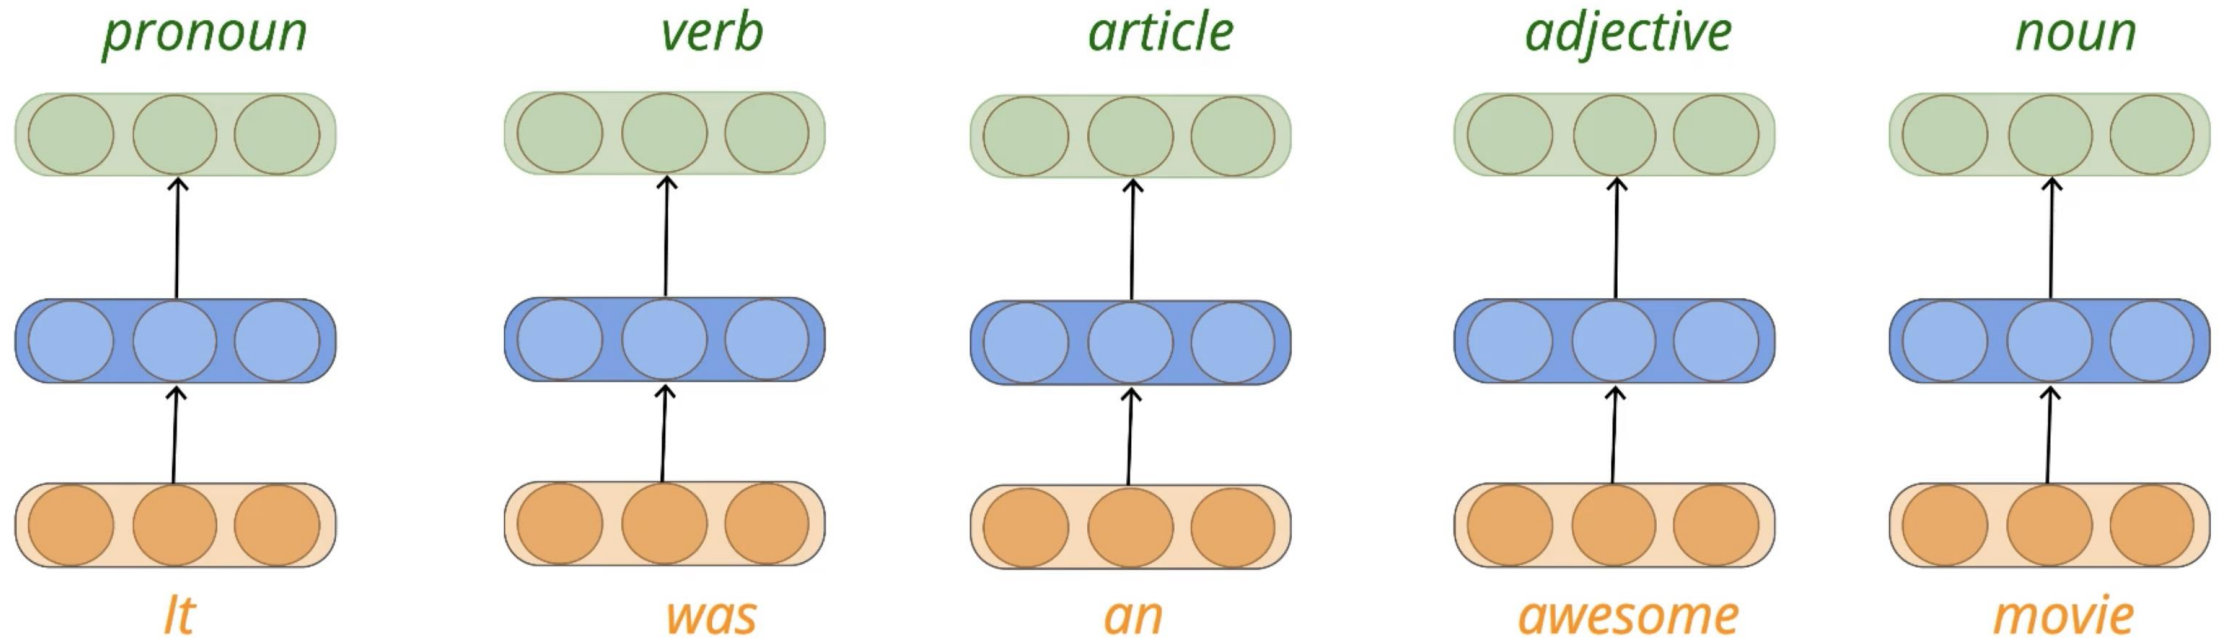 pronoun verb article adjective noun
It was an awesome movie